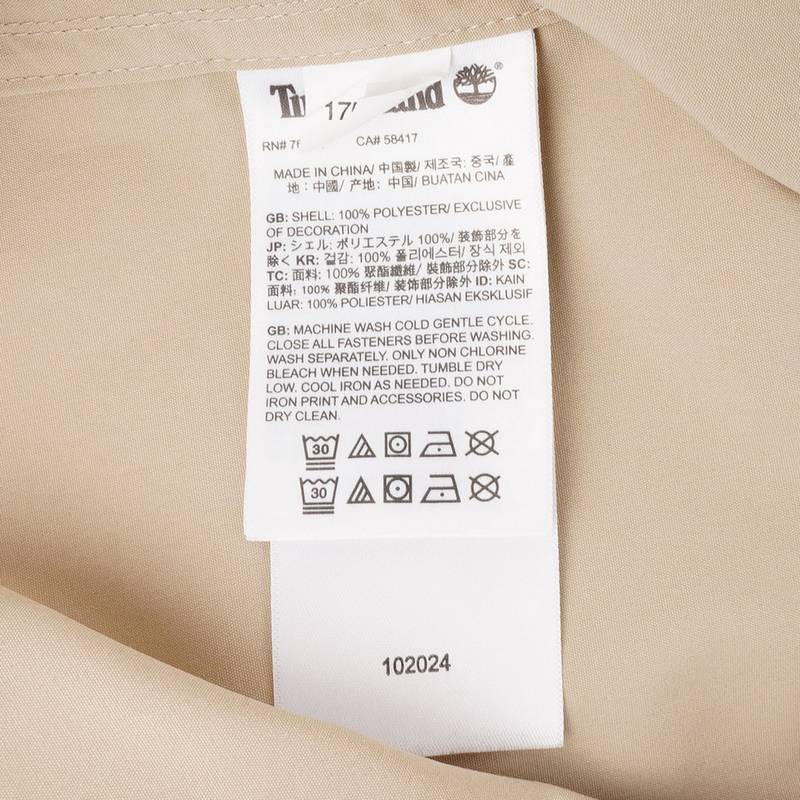 17
®
RN# 7 CA# 58417
MADE IN CHINA/ 中国製/ 제조국: 중국/ 產
地：中國/ 产地：中国/ BUATAN CINA
GB: SHELL: 100% POLYESTER/ EXCLUSIVE
OF DECORATION
JP: シェル: ポリエステル 100%/ 装飾部分を
除く KR: 겉감: 100% 폴리에스터/ 장식 제외
TC: 面料：100% 聚酯纖維/ 裝飾部分除外 SC:
面料：100% 聚酯纤维/ 装饰部分除外 ID: KAIN
LUAR: 100% POLIESTER/ HIASAN EKSKLUSIF
GB: MACHINE WASH COLD GENTLE CYCLE.
CLOSE ALL FASTENERS BEFORE WASHING.
WASH SEPARATELY. ONLY NON CHLORINE
BLEACH WHEN NEEDED. TUMBLE DRY
LOW. COOL IRON AS NEEDED. DO NOT
IRON PRINT AND ACCESSORIES. DO NOT
DRY CLEAN.
30
30
102024